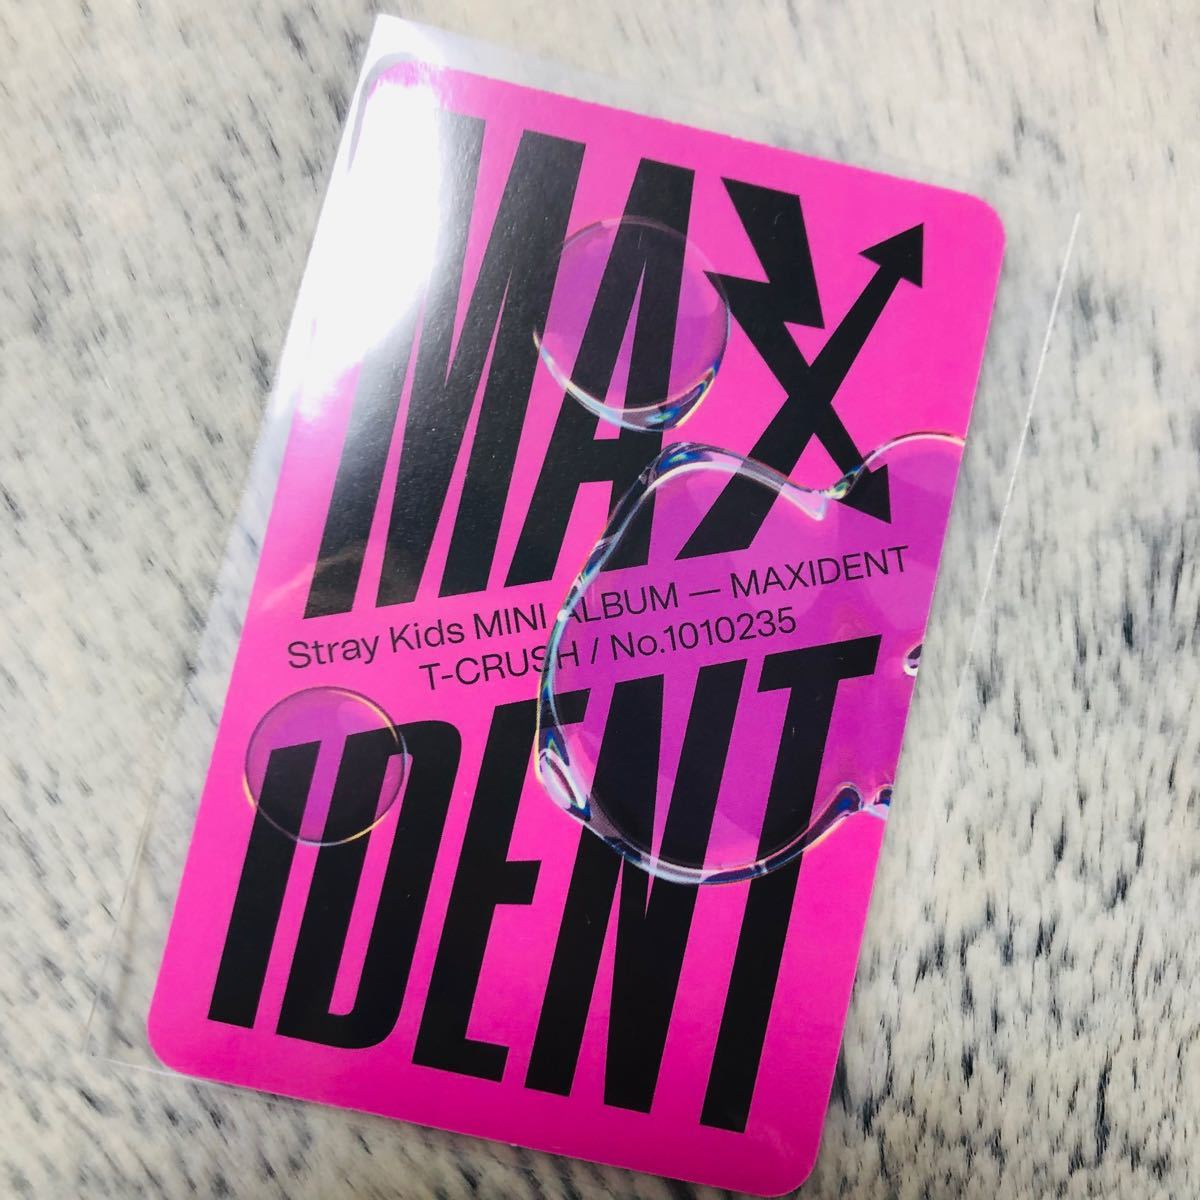 MAX
Stray Kids MINI ALBUM — MAXIDENT
T-CRUSH / No.1010235
IDENT